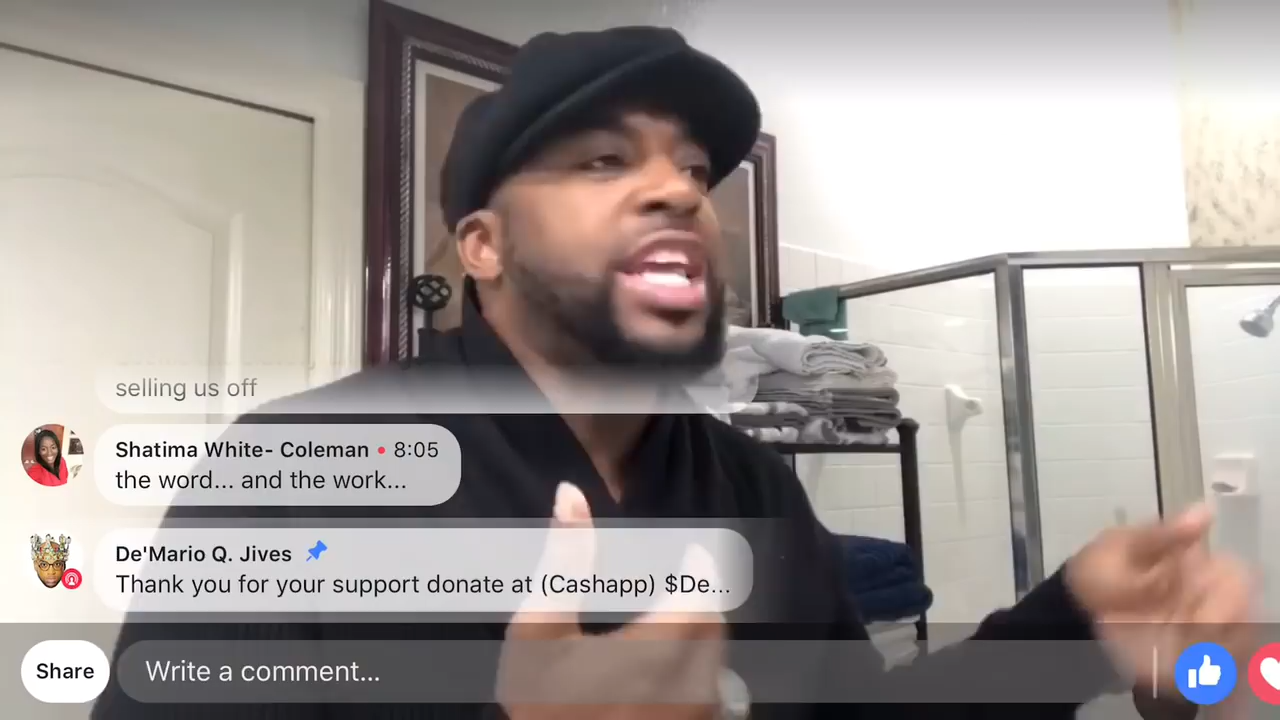 selling us off
Shatima White- Coleman • 8:05
the word... and the work...
De'Mario Q. Jives
Thank you for your support donate at (Cashapp) $De...
Share
Write a comment...